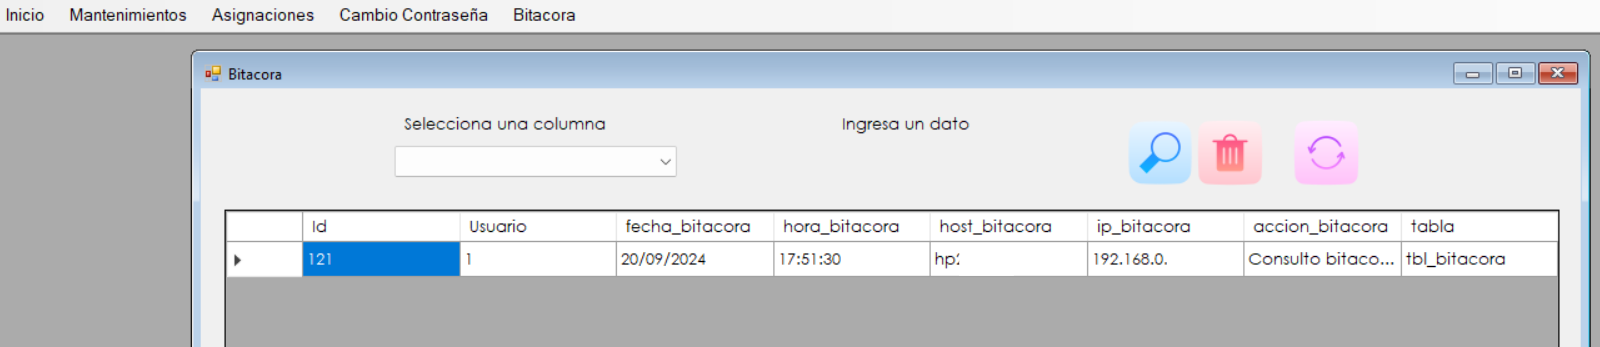 Inicio Mantenimientos Asignaciones Cambio Contraseña Bitacora
Bitacora
Selecciona una columna Ingresa un dato
Id Usuario fecha_bitacora hora_bitacora host_bitacora ip_bitacora accion_bitacora tabla
121 1 20/09/2024 17:51:30 192.168.0. Consulto bitaco... tbl_bitacora